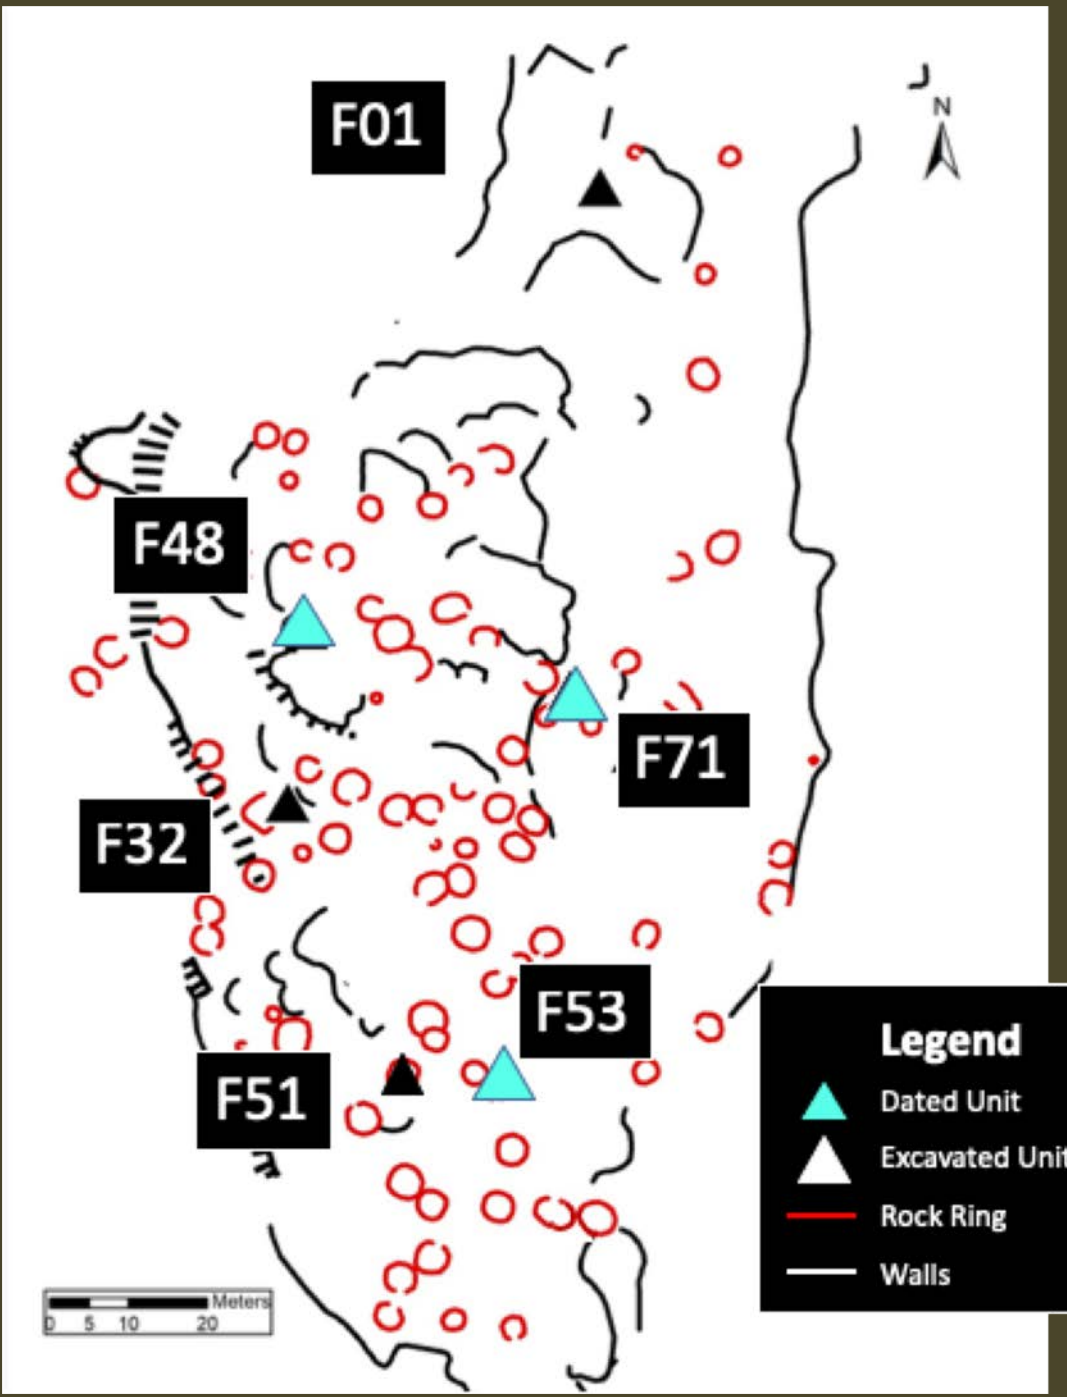 F01
N
F48
F71
F32
F53
F51
Legend
Dated Unit
Excavated Unit
Rock Ring
Walls
Meters
0 5 10 20